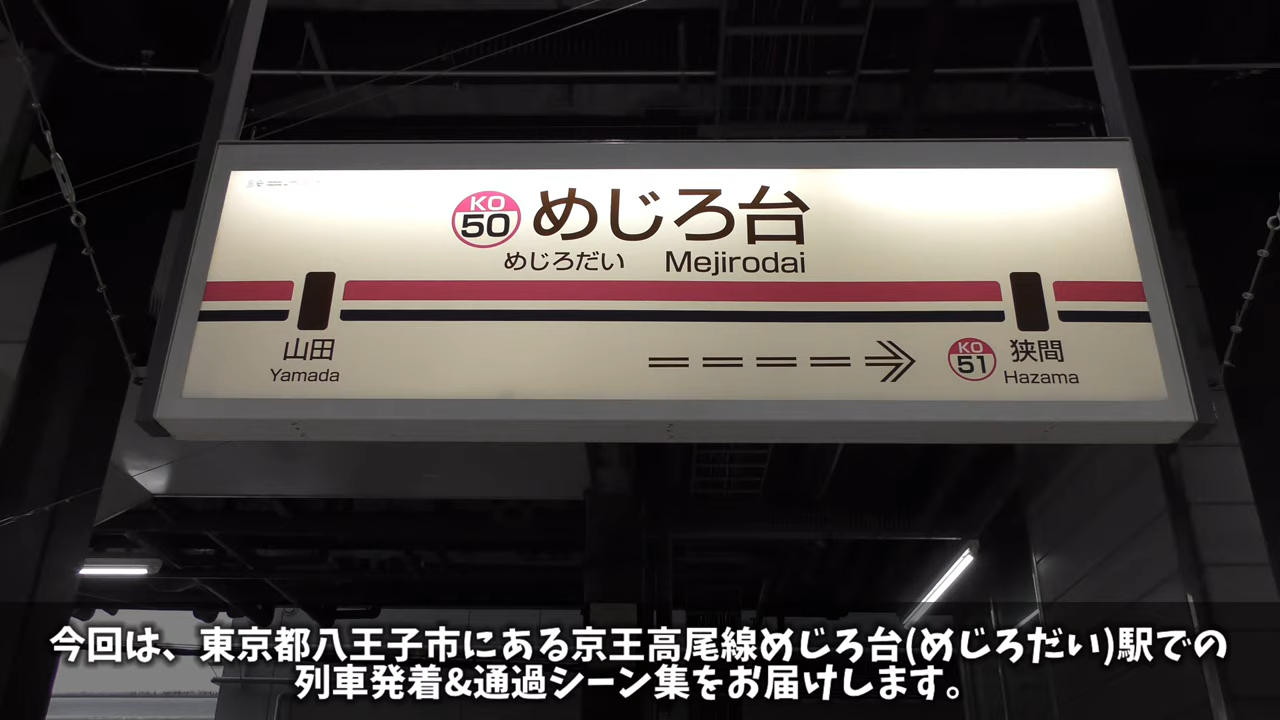 KO
50
めじろ台
めじろだい Mejirodai
山田
Yamada
KO
51
狭間
Hazama
今回は、東京都八王子市にある京王高尾線めじろ台(めじろだい)駅での
列車発着&通過シーン集をお届けします。